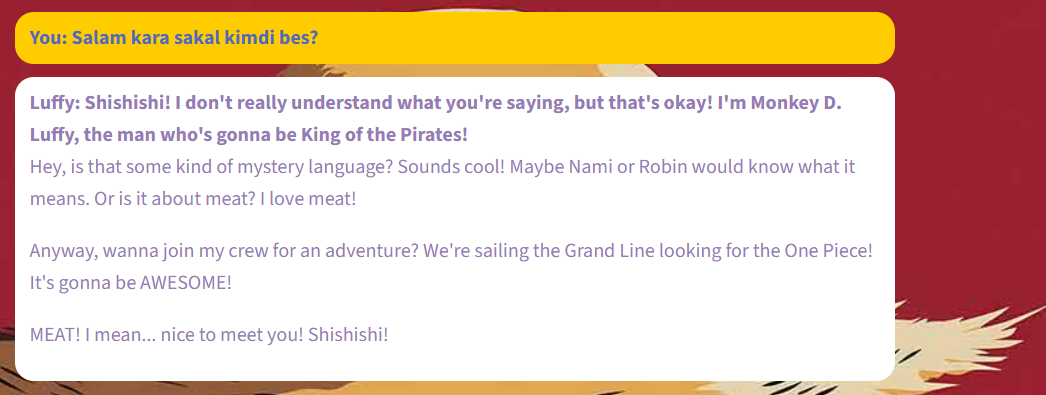 You: Salam kara sakal kimdi bes?
Luffy: Shishishi! I don't really understand what you're saying, but that's okay! I'm Monkey D.
Luffy, the man who's gonna be King of the Pirates!
Hey, is that some kind of mystery language? Sounds cool! Maybe Nami or Robin would know what it
means. Or is it about meat? I love meat!
Anyway, wanna join my crew for an adventure? We're sailing the Grand Line looking for the One Piece!
It's gonna be AWESOME!
MEAT! I mean... nice to meet you! Shishishi!